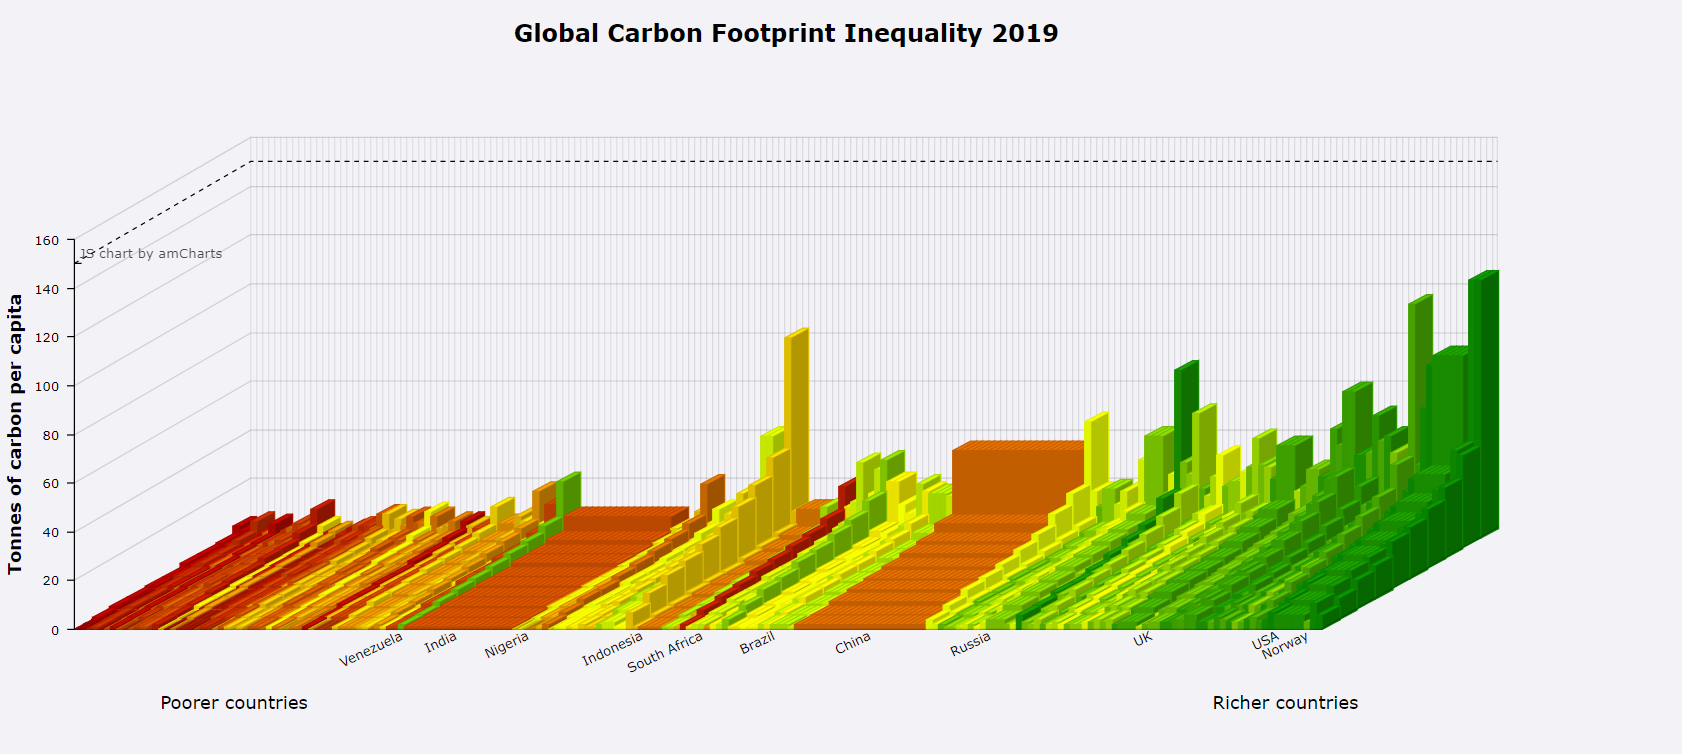 Global Carbon Footprint Inequality 2019
Tonnes of carbon per capita
160
140
120
100
80
60
40
20
0
JS chart by amCharts
Venezuela
India
Nigeria
Indonesia
South Africa
Brazil
China
Russia
UK
USA
Norway
Poorer countries
Richer countries